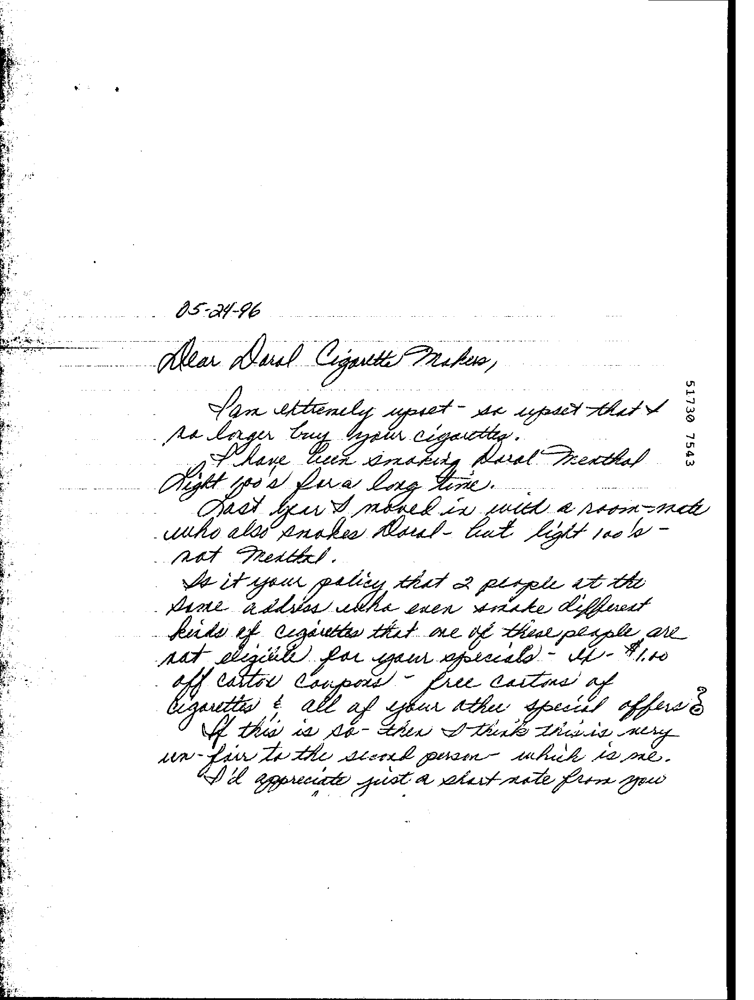 05-24-96
Dear Doral Cigarette Makers,
I am extremely upset - so upset that I
no longer buy your cigarettes.
I have been smoking Doral Menthol
Light 100's for a long time.
Last year I moved in with a room-mate
who also smokes Doral - but light 100's -
not Menthol.
Is it your policy that 2 people at the
same address who even smoke different
kinds of cigarettes that one of these people are
not eligible for your specials - ex - $1.00
off carton coupons - free cartons of
cigarettes & all of your other special offers?
If this is so - then I think this is very
un-fair to the second person - which is me.
I'd appreciate just a short note from you
51730 7543